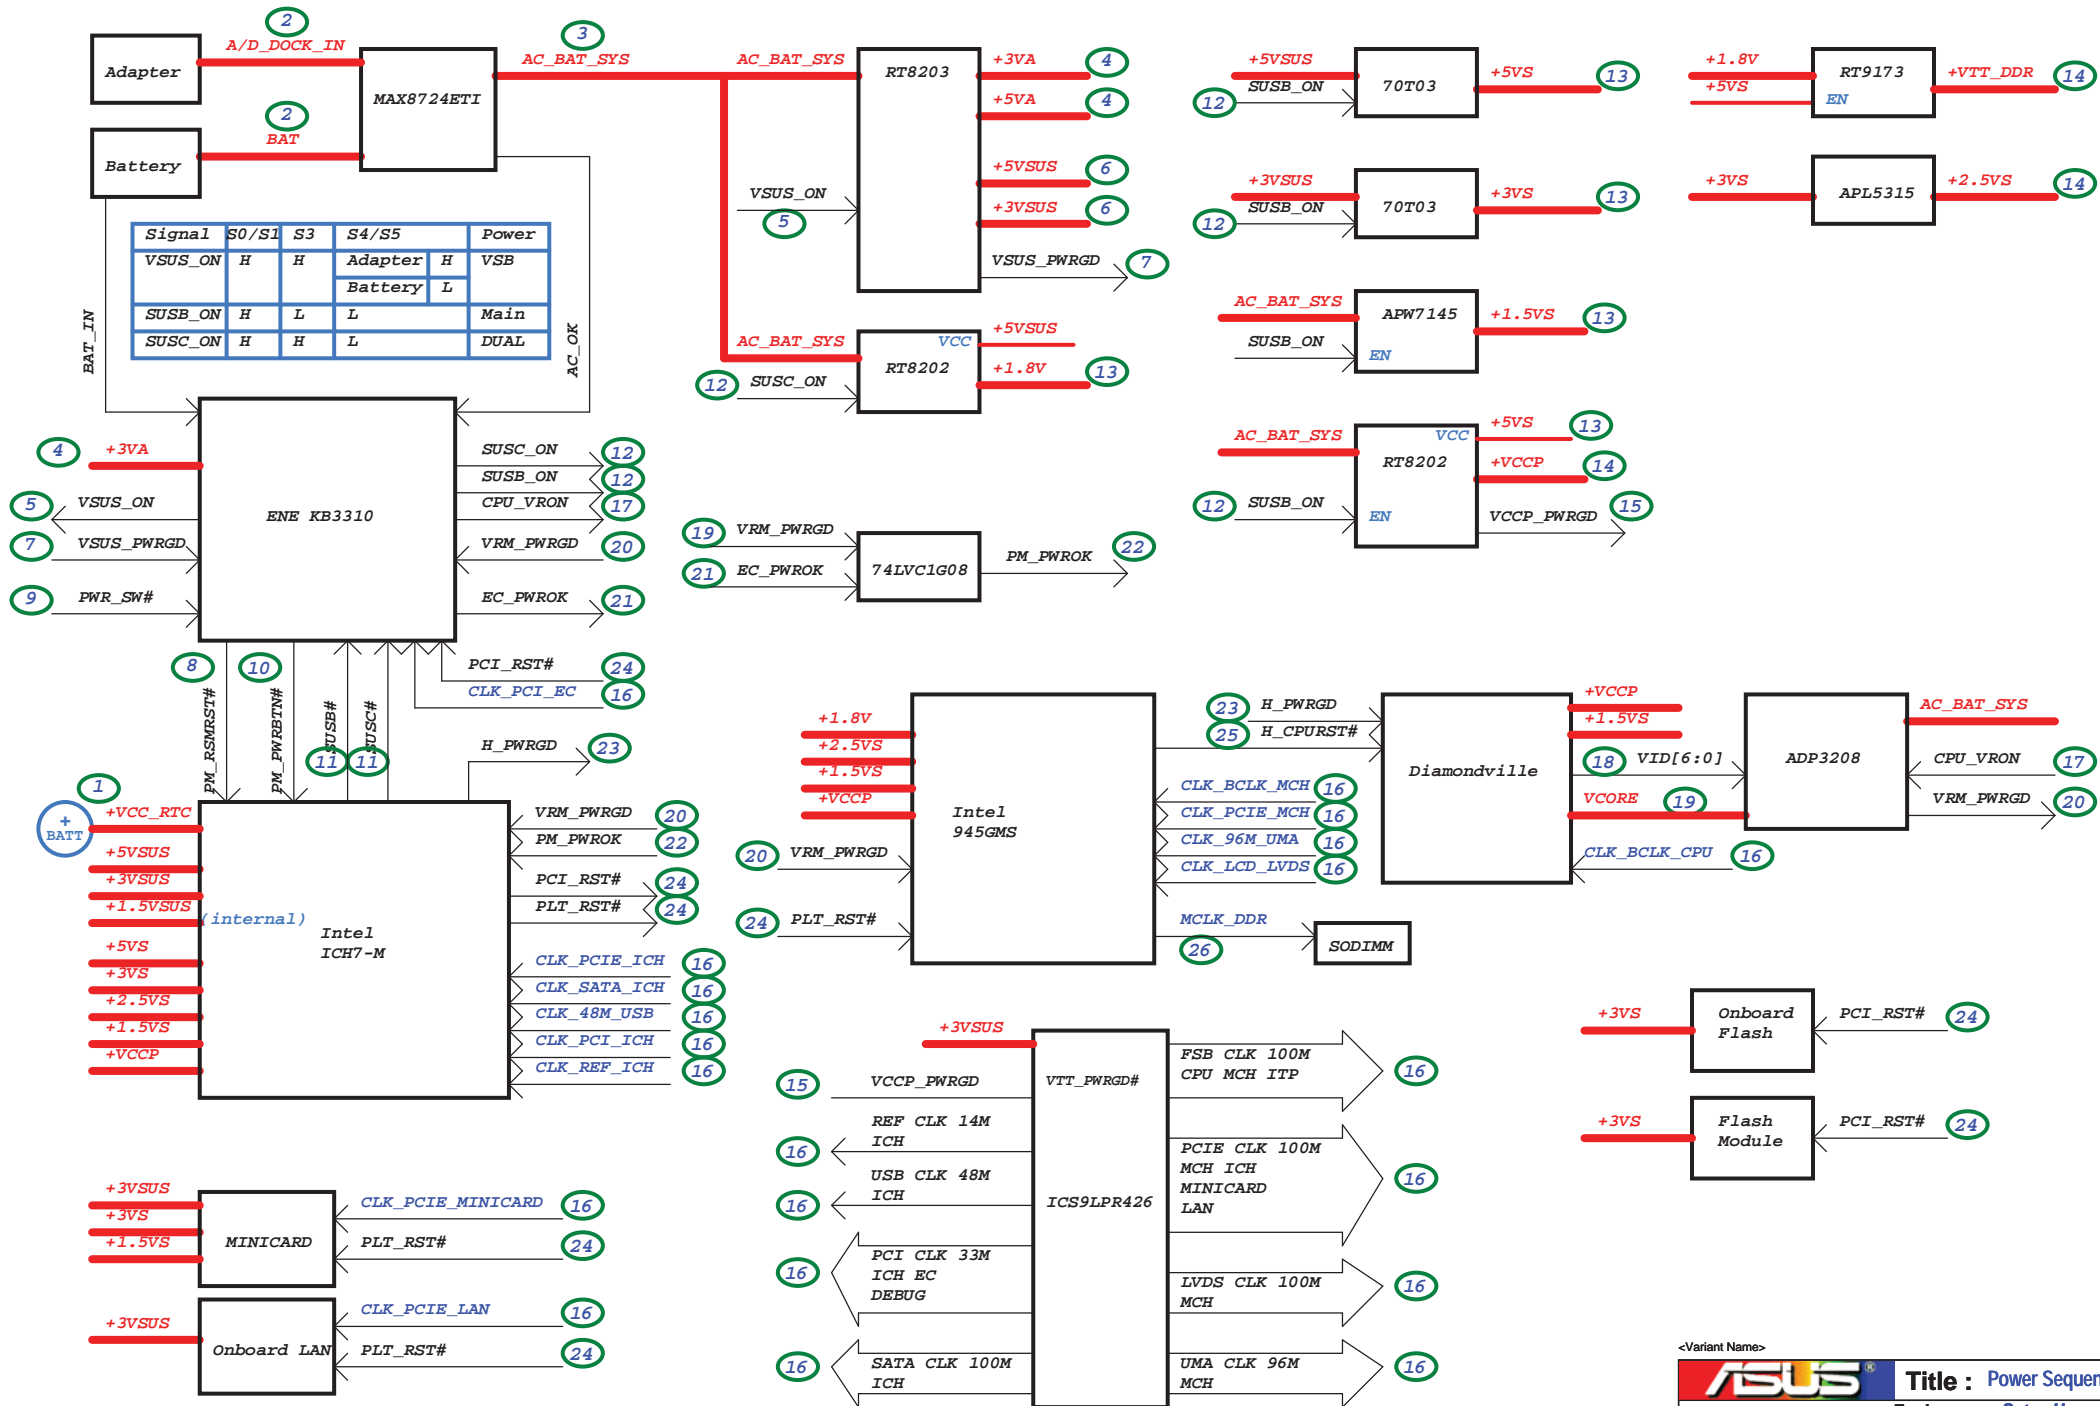 Adapter
2
A/D_DOCK_IN
Battery
2
BAT
MAX8724ETI
3
AC_BAT_SYS
AC_BAT_SYS
RT8203
+3VA
4
+5VA
4
+5VSUS
6
+3VSUS
6
VSUS_ON
5
VSUS_PWRGD
7
AC_BAT_SYS
VCC
+5VSUS
RT8202
+1.8V
13
12
SUSC_ON
+5VSUS
SUSB_ON
12
70T03
+5VS
13
+3VSUS
SUSB_ON
12
70T03
+3VS
13
AC_BAT_SYS
APW7145
+1.5VS
13
SUSB_ON
EN
AC_BAT_SYS
VCC
+5VS
13
RT8202
+VCCP
14
12
SUSB_ON
EN
VCCP_PWRGD
15
+1.8V
RT9173
+VTT_DDR
14
+5VS
EN
+3VS
APL5315
+2.5VS
14
Signal S0/S1 S3 S4/S5 Power
VSUS_ON H H Adapter H VSB
Battery L
SUSB_ON H L L Main
SUSC_ON H H L DUAL
BAT_IN
AC_OK
4
+3VA
5
VSUS_ON
7
VSUS_PWRGD
9
PWR_SW#
ENE KB3310
SUSC_ON
12
SUSB_ON
12
CPU_VRON
17
VRM_PWRGD
20
EC_PWROK
21
19
VRM_PWRGD
21
EC_PWROK
74LVC1G08
PM_PWROK
22
8
PM_RSMRST#
10
PM_PWRBTN#
11
SUSB#
11
SUSC#
PCI_RST#
24
CLK_PCI_EC
16
H_PWRGD
23
1
+
BATT
+VCC_RTC
+5VSUS
+3VSUS
+1.5VSUS
(internal)
+5VS
+3VS
+2.5VS
+1.5VS
+VCCP
Intel
ICH7-M
VRM_PWRGD
20
PM_PWROK
22
PCI_RST#
24
PLT_RST#
24
CLK_PCIE_ICH
16
CLK_SATA_ICH
16
CLK_48M_USB
16
CLK_PCI_ICH
16
CLK_REF_ICH
16
+1.8V
+2.5VS
+1.5VS
+VCCP
20
VRM_PWRGD
24
PLT_RST#
Intel
945GMS
23
H_PWRGD
25
H_CPURST#
CLK_BCLK_MCH
16
CLK_PCIE_MCH
16
CLK_96M_UMA
16
CLK_LCD_LVDS
16
MCLK_DDR
26
SODIMM
Diamondville
+VCCP
+1.5VS
18
VID[6:0]
VCORE
19
CLK_BCLK_CPU
16
ADP3208
AC_BAT_SYS
CPU_VRON
17
VRM_PWRGD
20
+3VS
Onboard
Flash
PCI_RST#
24
+3VS
Flash
Module
PCI_RST#
24
+3VSUS
15
VCCP_PWRGD
VTT_PWRGD#
REF CLK 14M
ICH
16
USB CLK 48M
ICH
16
PCI CLK 33M
ICH EC
DEBUG
16
SATA CLK 100M
ICH
16
ICS9LPR426
FSB CLK 100M
CPU MCH ITP
16
PCIE CLK 100M
MCH ICH
MINICARD
LAN
16
LVDS CLK 100M
MCH
16
UMA CLK 96M
MCH
16
+3VSUS
+3VS
+1.5VS
MINICARD
CLK_PCIE_MINICARD
16
PLT_RST#
24
+3VSUS
Onboard LAN
CLK_PCIE_LAN
16
PLT_RST#
24
<Variant Name>
ASUS®
Title : Power Sequen